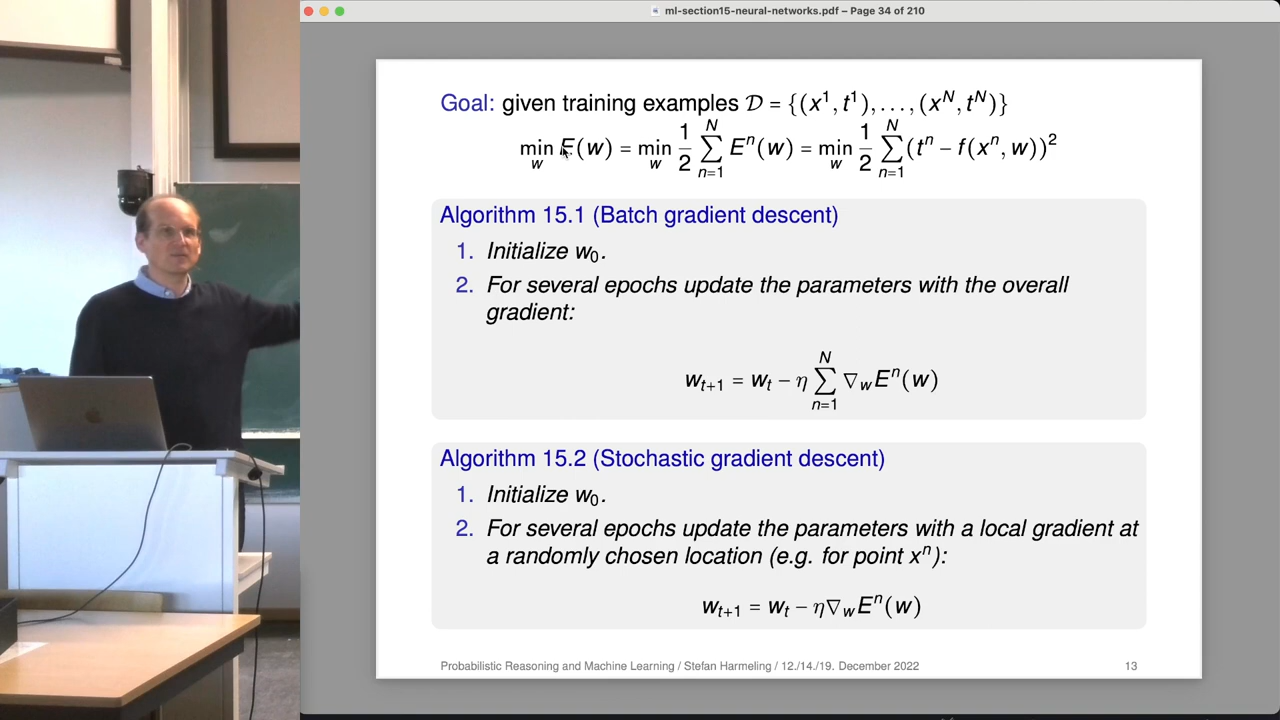 ml-section15-neural-networks.pdf – Page 34 of 210
Goal: given training examples 𝒟 = {(x¹, t¹), . . . , (xᴺ, tᴺ)}
min_w E(w) = min_w 1/2 ∑_{n=1}^{N} Eⁿ(w) = min_w 1/2 ∑_{n=1}^{N} (tⁿ − f(xⁿ, w))²
Algorithm 15.1 (Batch gradient descent)
1. Initialize w₀.
2. For several epochs update the parameters with the overall
gradient:
w_{t+1} = w_t − η ∑_{n=1}^{N} ∇_w Eⁿ(w)
Algorithm 15.2 (Stochastic gradient descent)
1. Initialize w₀.
2. For several epochs update the parameters with a local gradient at
a randomly chosen location (e.g. for point xⁿ):
w_{t+1} = w_t − η∇_w Eⁿ(w)
Probabilistic Reasoning and Machine Learning / Stefan Harmeling / 12./14./19. December 2022
13